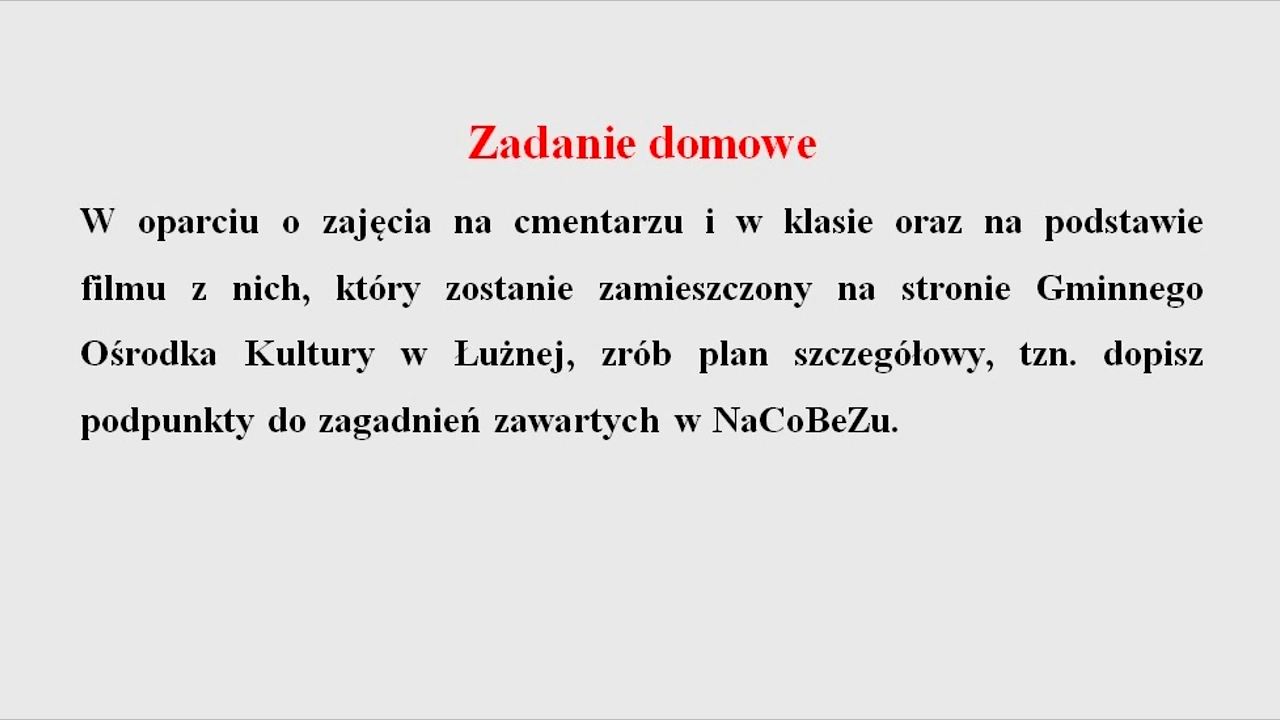 Zadanie domowe
W oparciu o zajęcia na cmentarzu i w klasie oraz na podstawie
filmu z nich, który zostanie zamieszczony na stronie Gminnego
Ośrodka Kultury w Łużnej, zrób plan szczegółowy, tzn. dopisz
podpunkty do zagadnień zawartych w NaCoBeZu.